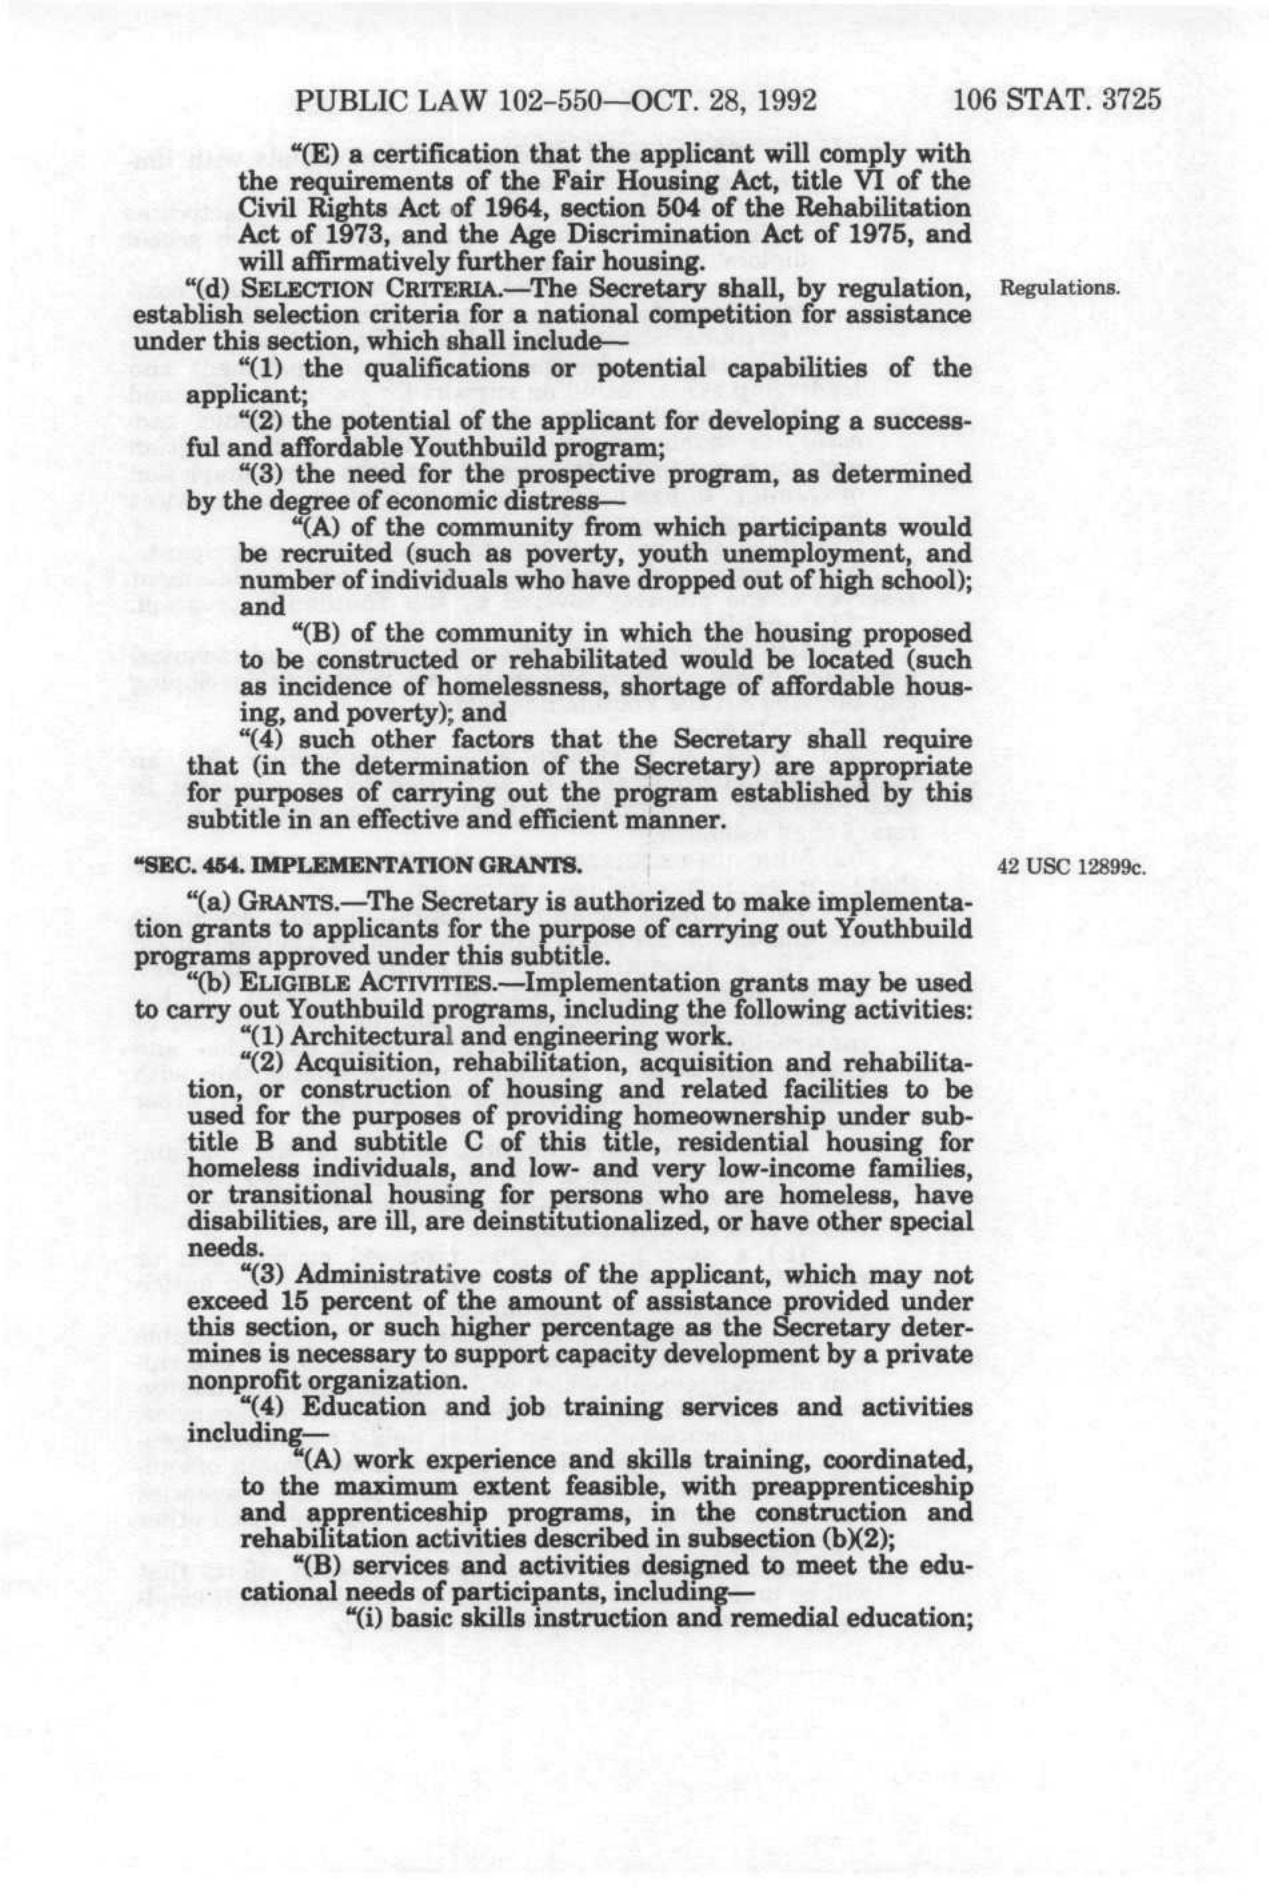 PUBLIC LAW 102–550—OCT. 28, 1992 106 STAT. 3725
“(E) a certification that the applicant will comply with
the requirements of the Fair Housing Act, title VI of the
Civil Rights Act of 1964, section 504 of the Rehabilitation
Act of 1973, and the Age Discrimination Act of 1975, and
will affirmatively further fair housing.
“(d) SELECTION CRITERIA.—The Secretary shall, by regulation, Regulations.
establish selection criteria for a national competition for assistance
under this section, which shall include—
“(1) the qualifications or potential capabilities of the
applicant;
“(2) the potential of the applicant for developing a success-
ful and affordable Youthbuild program;
“(3) the need for the prospective program, as determined
by the degree of economic distress—
“(A) of the community from which participants would
be recruited (such as poverty, youth unemployment, and
number of individuals who have dropped out of high school);
and
“(B) of the community in which the housing proposed
to be constructed or rehabilitated would be located (such
as incidence of homelessness, shortage of affordable hous-
ing, and poverty); and
“(4) such other factors that the Secretary shall require
that (in the determination of the Secretary) are appropriate
for purposes of carrying out the program established by this
subtitle in an effective and efficient manner.
“SEC. 454. IMPLEMENTATION GRANTS. 42 USC 12899c.
“(a) GRANTS.—The Secretary is authorized to make implementa-
tion grants to applicants for the purpose of carrying out Youthbuild
programs approved under this subtitle.
“(b) ELIGIBLE ACTIVITIES.—Implementation grants may be used
to carry out Youthbuild programs, including the following activities:
“(1) Architectural and engineering work.
“(2) Acquisition, rehabilitation, acquisition and rehabilita-
tion, or construction of housing and related facilities to be
used for the purposes of providing homeownership under sub-
title B and subtitle C of this title, residential housing for
homeless individuals, and low- and very low-income families,
or transitional housing for persons who are homeless, have
disabilities, are ill, are deinstitutionalized, or have other special
needs.
“(3) Administrative costs of the applicant, which may not
exceed 15 percent of the amount of assistance provided under
this section, or such higher percentage as the Secretary deter-
mines is necessary to support capacity development by a private
nonprofit organization.
“(4) Education and job training services and activities
including—
“(A) work experience and skills training, coordinated,
to the maximum extent feasible, with preapprenticeship
and apprenticeship programs, in the construction and
rehabilitation activities described in subsection (b)(2);
“(B) services and activities designed to meet the edu-
cational needs of participants, including—
“(i) basic skills instruction and remedial education;